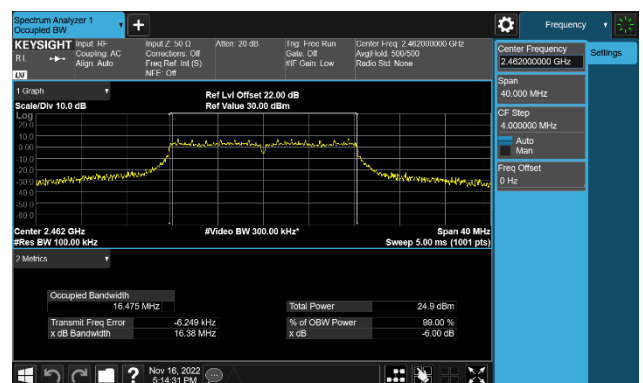 Spectrum Analyzer 1
Occupied BW
Frequency
KEYSIGHT
Input: RF
Input Z: 50 Ω
Atten: 20 dB
Trig: Free Run
Center Freq: 2.462000000 GHz
RL
Coupling: AC
Corrections: Off
Gate: Off
Avg|Hold: 500/500
Align: Auto
Freq Ref: Int (S)
#IF Gain: Low
Radio Std: None
NFE: Off
LXI
Center Frequency
2.462000000 GHz
Settings
Span
40.000 MHz
CF Step
4.000000 MHz
Auto
Man
Freq Offset
0 Hz
1 Graph
Ref Lvl Offset 22.00 dB
Scale/Div 10.0 dB
Ref Value 30.00 dBm
Log
20.0
10.0
0.00
-10.0
-20.0
-30.0
-40.0
-50.0
-60.0
Center 2.462 GHz
#Video BW 300.00 kHz*
Span 40 MHz
#Res BW 100.00 kHz
Sweep 5.00 ms (1001 pts)
2 Metrics
Occupied Bandwidth
16.475 MHz
Total Power
24.9 dBm
Transmit Freq Error
-6.249 kHz
% of OBW Power
99.00 %
x dB Bandwidth
16.38 MHz
x dB
-6.00 dB
?
Nov 16, 2022
5:14:31 PM